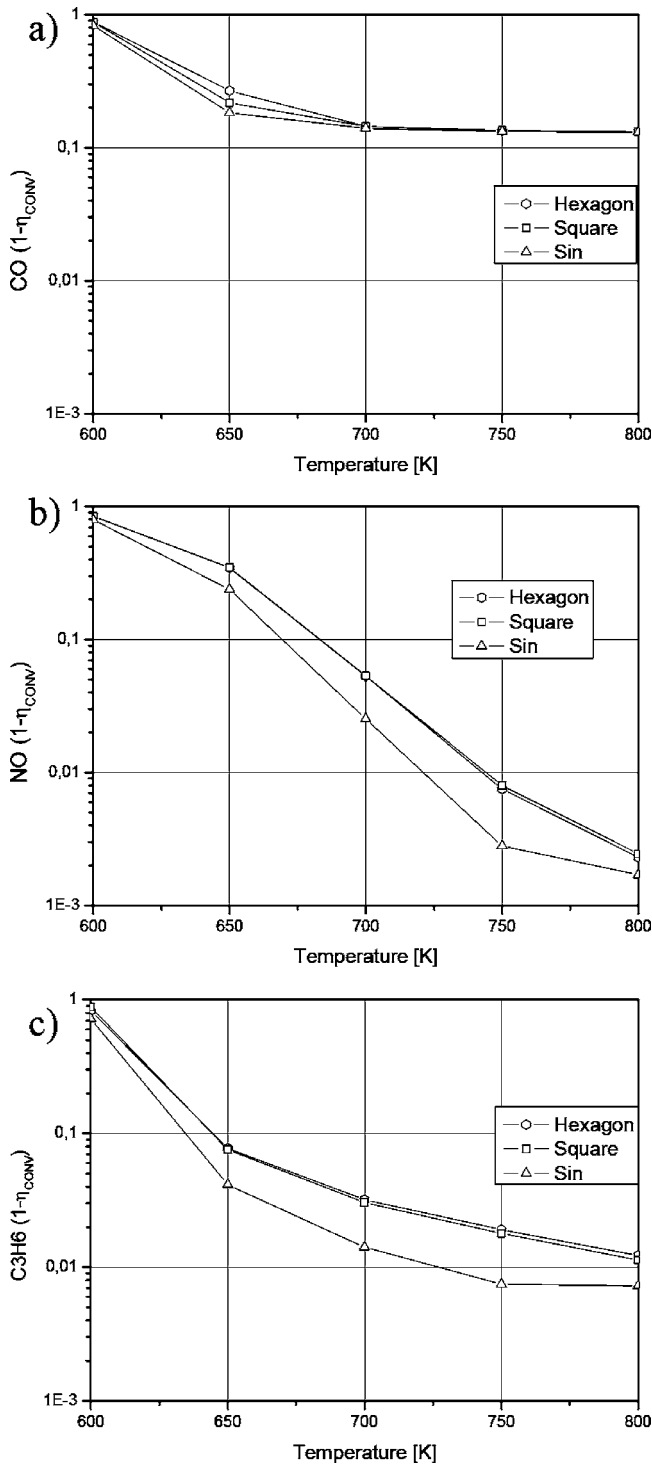 a)
1
0,1
0,01
1E-3
CO (1-ηCONV)
Hexagon
Square
Sin
600
650
700
750
800
Temperature [K]
b)
1
0,1
0,01
1E-3
NO (1-ηCONV)
Hexagon
Square
Sin
600
650
700
750
800
Temperature [K]
c)
1
0,1
0,01
1E-3
C3H6 (1-ηCONV)
Hexagon
Square
Sin
600
650
700
750
800
Temperature [K]